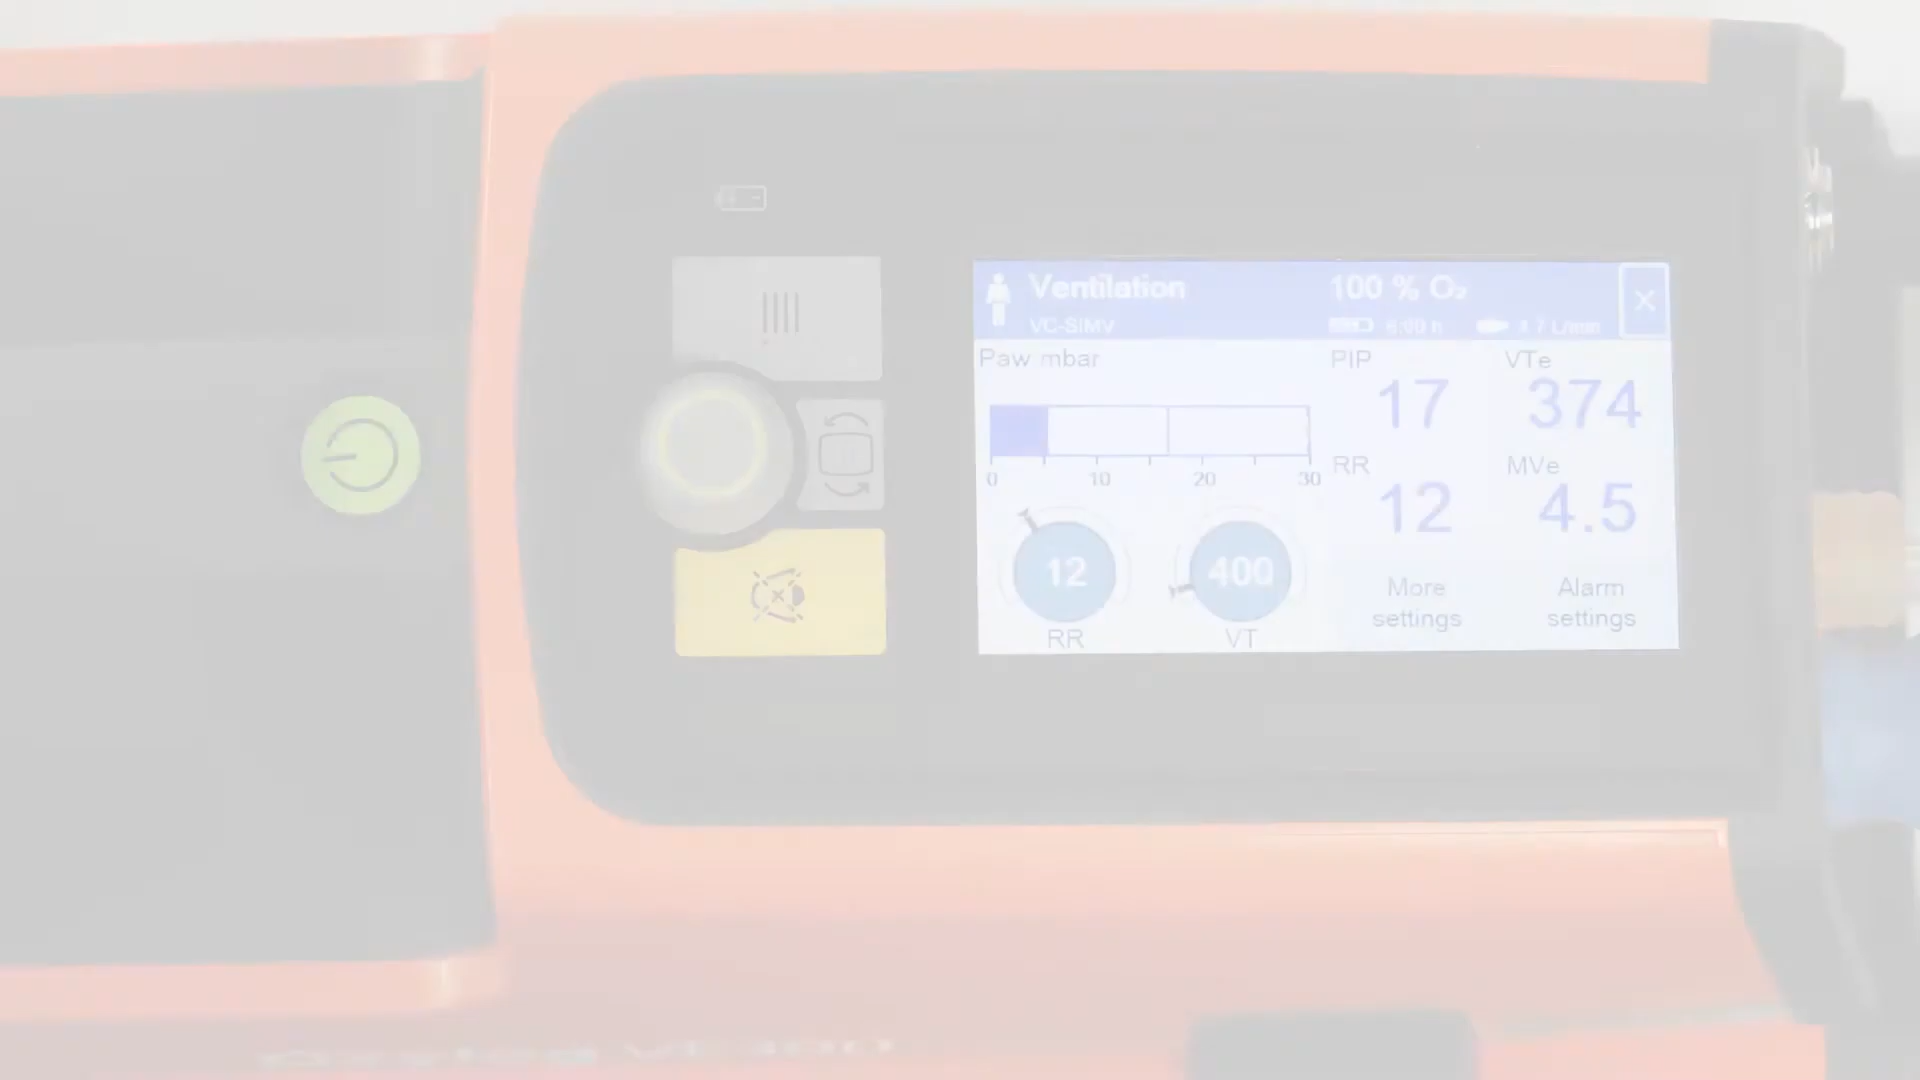 Ventilation
100 % O₂
VC-SIMV
Paw mbar
PIP
VTe
17
374
0
10
20
30
RR
MVe
12
4.5
12
400
More
settings
Alarm
settings
RR
VT